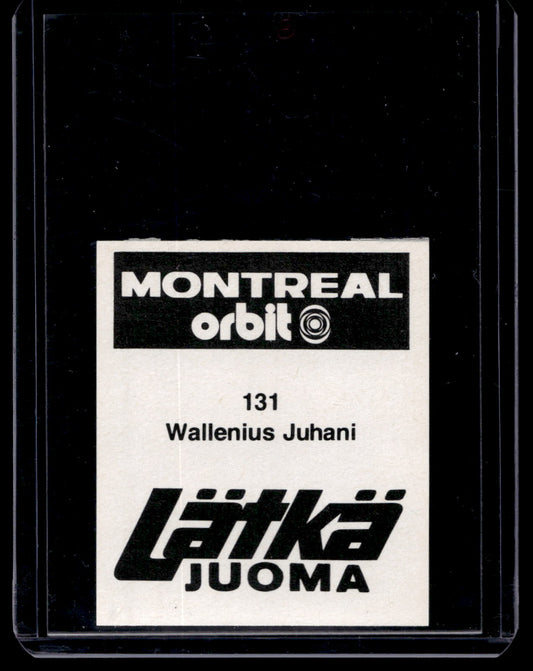 MONTREAL
orbit
131
Wallenius Juhani
Lätkä
JUOMA